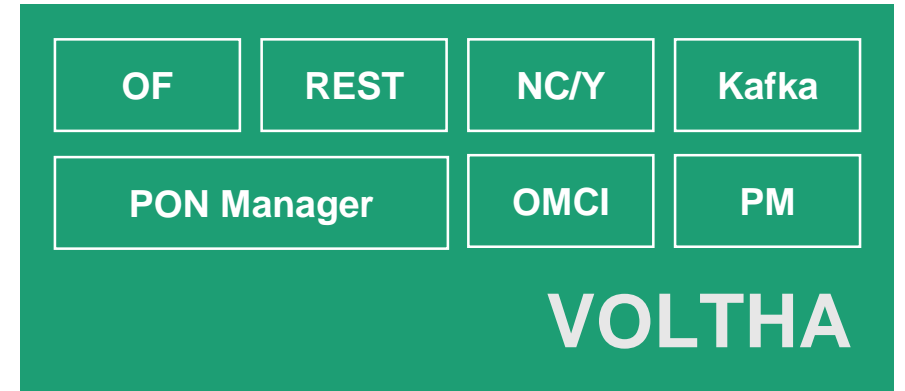 OF REST NC/Y Kafka
PON Manager OMCI PM
VOLTHA